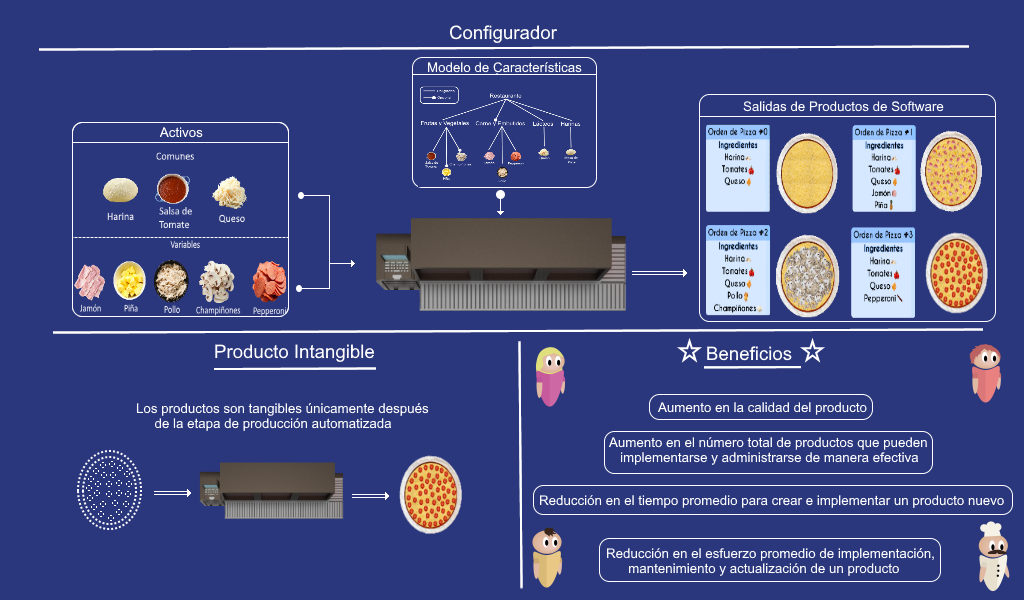 Configurador
Modelo de Características
Restaurante
Frutas y Vegetales
Carne y Embutidos
Lácteos
Harinas
Activos
Comunes
Harina
Salsa de
Tomate
Queso
Variables
Jamón
Piña
Pollo
Champiñones
Pepperoni
Salidas de Productos de Software
Orden de Pizza #0
Ingredientes
Harina
Tomates
Queso
Orden de Pizza #1
Ingredientes
Harina
Tomates
Queso
Jamón
Piña
Orden de Pizza #2
Ingredientes
Harina
Tomates
Queso
Pollo
Champiñones
Orden de Pizza #3
Ingredientes
Harina
Tomates
Queso
Pepperoni
Producto Intangible
Los productos son tangibles únicamente después
de la etapa de producción automatizada
Beneficios
Aumento en la calidad del producto
Aumento en el número total de productos que pueden
implementarse y administrarse de manera efectiva
Reducción en el tiempo promedio para crear e implementar un producto nuevo
Reducción en el esfuerzo promedio de implementación,
mantenimiento y actualización de un producto